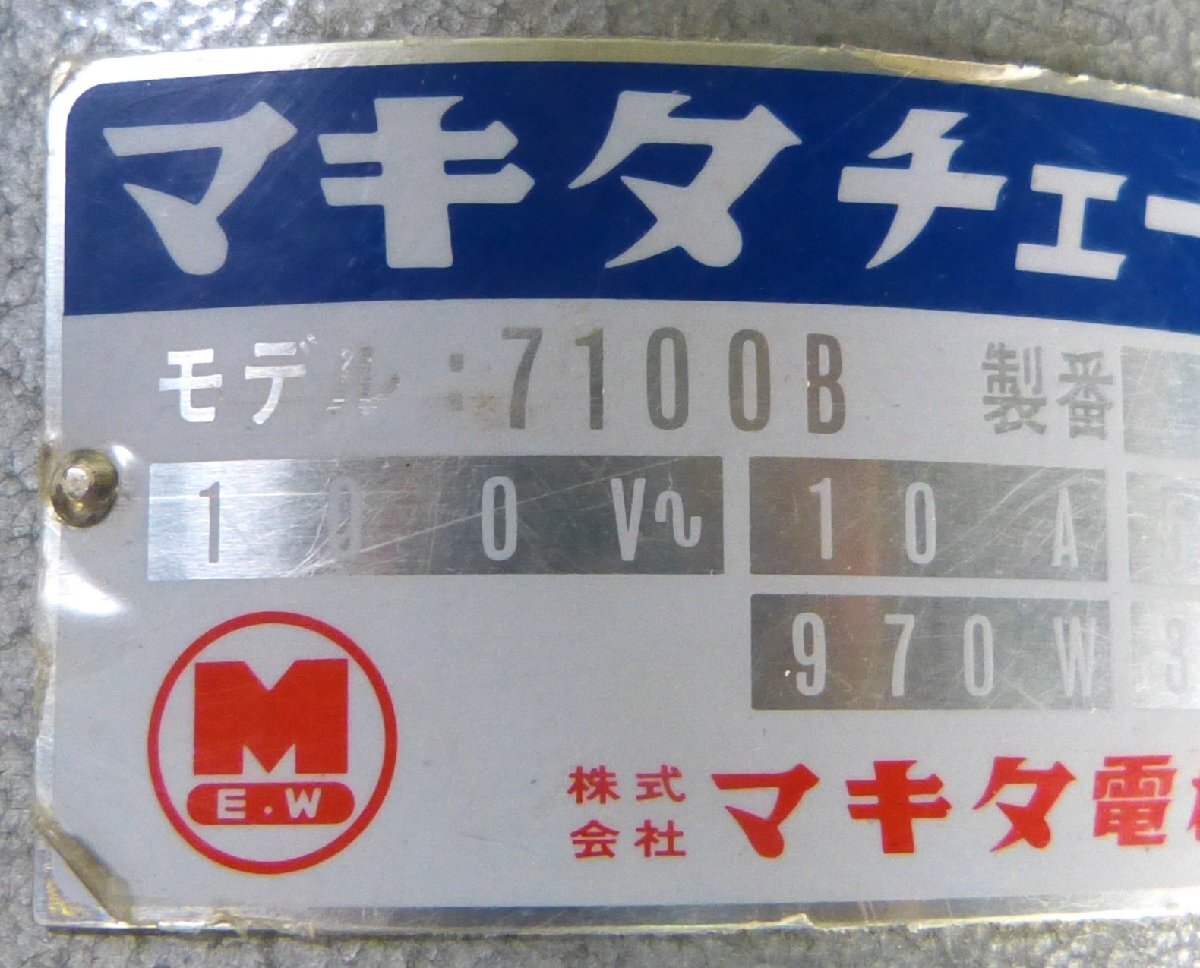 マキタチェー
モデル：7100B 製番
100V～ 10A
970W 3
M
E・W
株式
会社 マキタ電